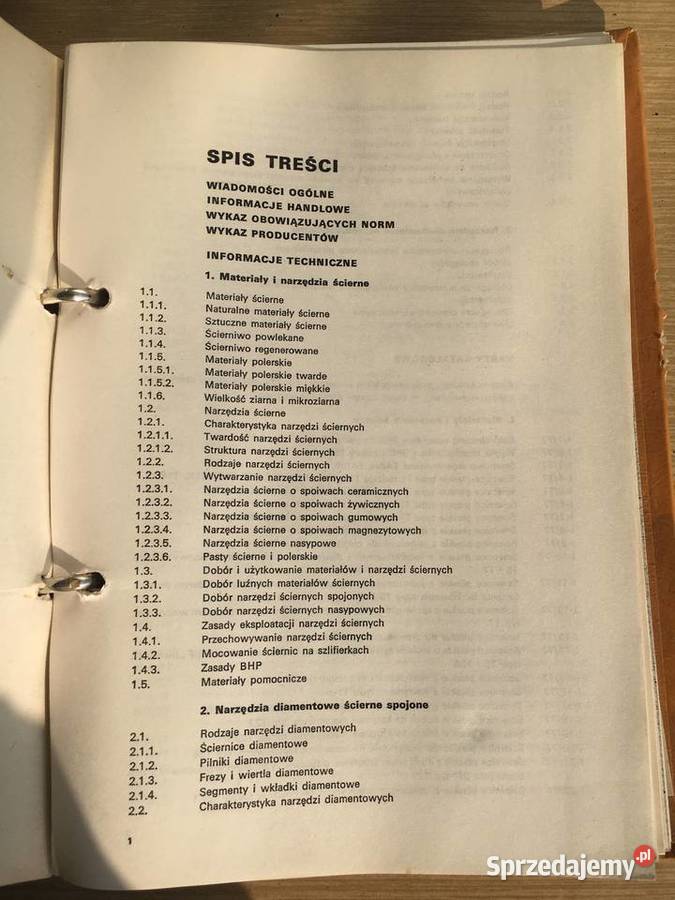 SPIS TREŚCI
WIADOMOŚCI OGÓLNE
INFORMACJE HANDLOWE
WYKAZ OBOWIĄZUJĄCYCH NORM
WYKAZ PRODUCENTÓW
INFORMACJE TECHNICZNE
1. Materiały i narzędzia ścierne
1.1. Materiały ścierne
1.1.1. Naturalne materiały ścierne
1.1.2. Sztuczne materiały ścierne
1.1.3. Ścierniwo powlekane
1.1.4. Ścierniwo regenerowane
1.1.5. Materiały polerskie
1.1.5.1. Materiały polerskie twarde
1.1.5.2. Materiały polerskie miękkie
1.1.6. Wielkość ziarna i mikroziarna
1.2. Narzędzia ścierne
1.2.1. Charakterystyka narzędzi ściernych
1.2.1.1. Twardość narzędzi ściernych
1.2.1.2. Struktura narzędzi ściernych
1.2.2. Rodzaje narzędzi ściernych
1.2.3. Wytwarzanie narzędzi ściernych
1.2.3.1. Narzędzia ścierne o spoiwach ceramicznych
1.2.3.2. Narzędzia ścierne o spoiwach żywicznych
1.2.3.3. Narzędzia ścierne o spoiwach gumowych
1.2.3.4. Narzędzia ścierne o spoiwach magnezytowych
1.2.3.5. Narzędzia ścierne nasypowe
1.2.3.6. Pasty ścierne i polerskie
1.3. Dobór i użytkowanie materiałów i narzędzi ściernych
1.3.1. Dobór luźnych materiałów ściernych
1.3.2. Dobór narzędzi ściernych spojonych
1.3.3. Dobór narzędzi ściernych nasypowych
1.4. Zasady eksploatacji narzędzi ściernych
1.4.1. Przechowywanie narzędzi ściernych
1.4.2. Mocowanie ściernic na szlifierkach
1.4.3. Zasady BHP
1.5. Materiały pomocnicze
2. Narzędzia diamentowe ścierne spojone
2.1. Rodzaje narzędzi diamentowych
2.1.1. Ściernice diamentowe
2.1.2. Pilniki diamentowe
2.1.3. Frezy i wiertła diamentowe
2.1.4. Segmenty i wkładki diamentowe
2.2. Charakterystyka narzędzi diamentowych
1
Sprzedajemy.pl